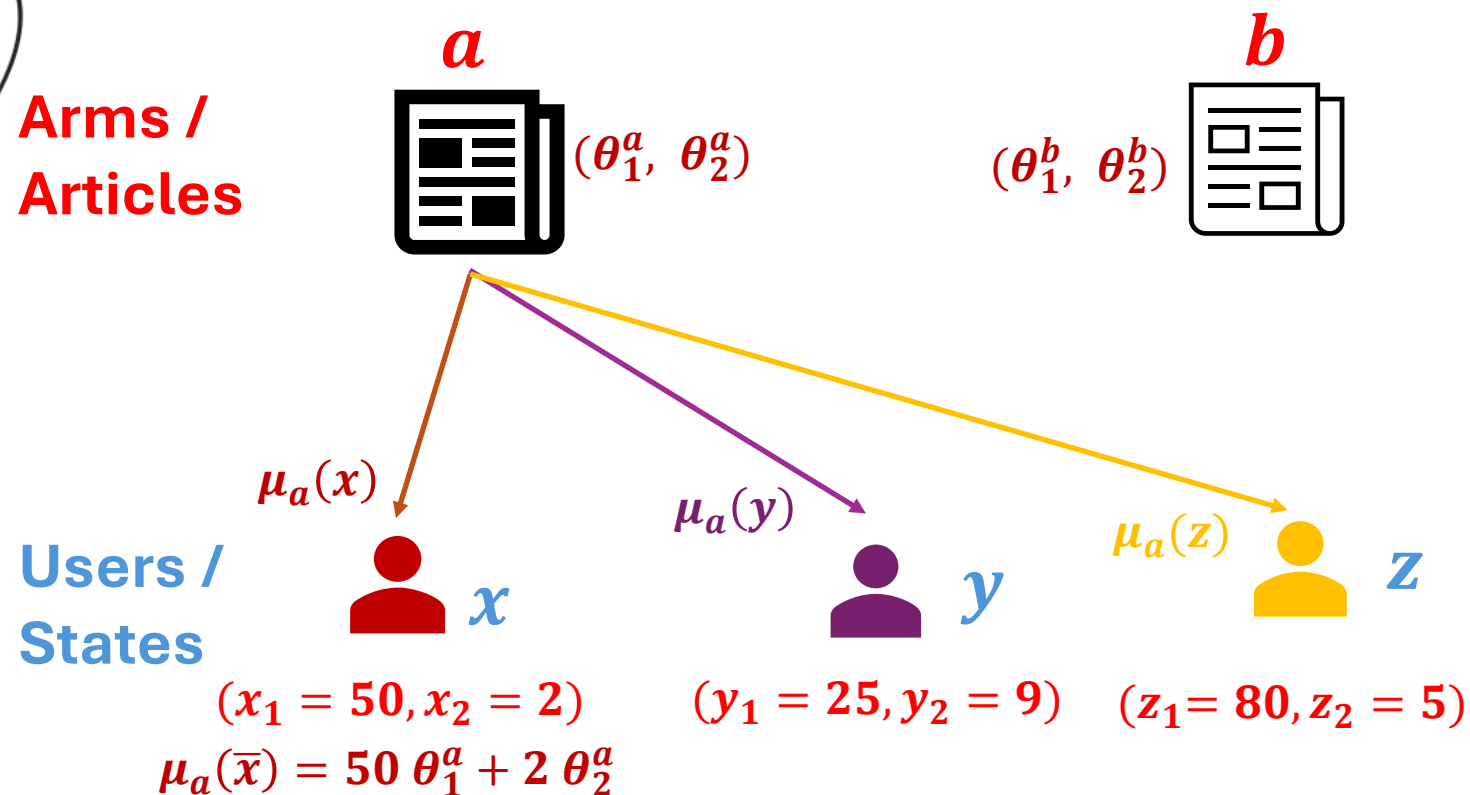 a
b
Arms /
Articles
(θ₁ᵃ, θ₂ᵃ)
(θ₁ᵇ, θ₂ᵇ)
μₐ(x)
μₐ(y)
μₐ(z)
Users /
States
x
y
z
(x₁ = 50, x₂ = 2)
(y₁ = 25, y₂ = 9)
(z₁= 80, z₂ = 5)
μₐ(x̅) = 50 θ₁ᵃ + 2 θ₂ᵃ